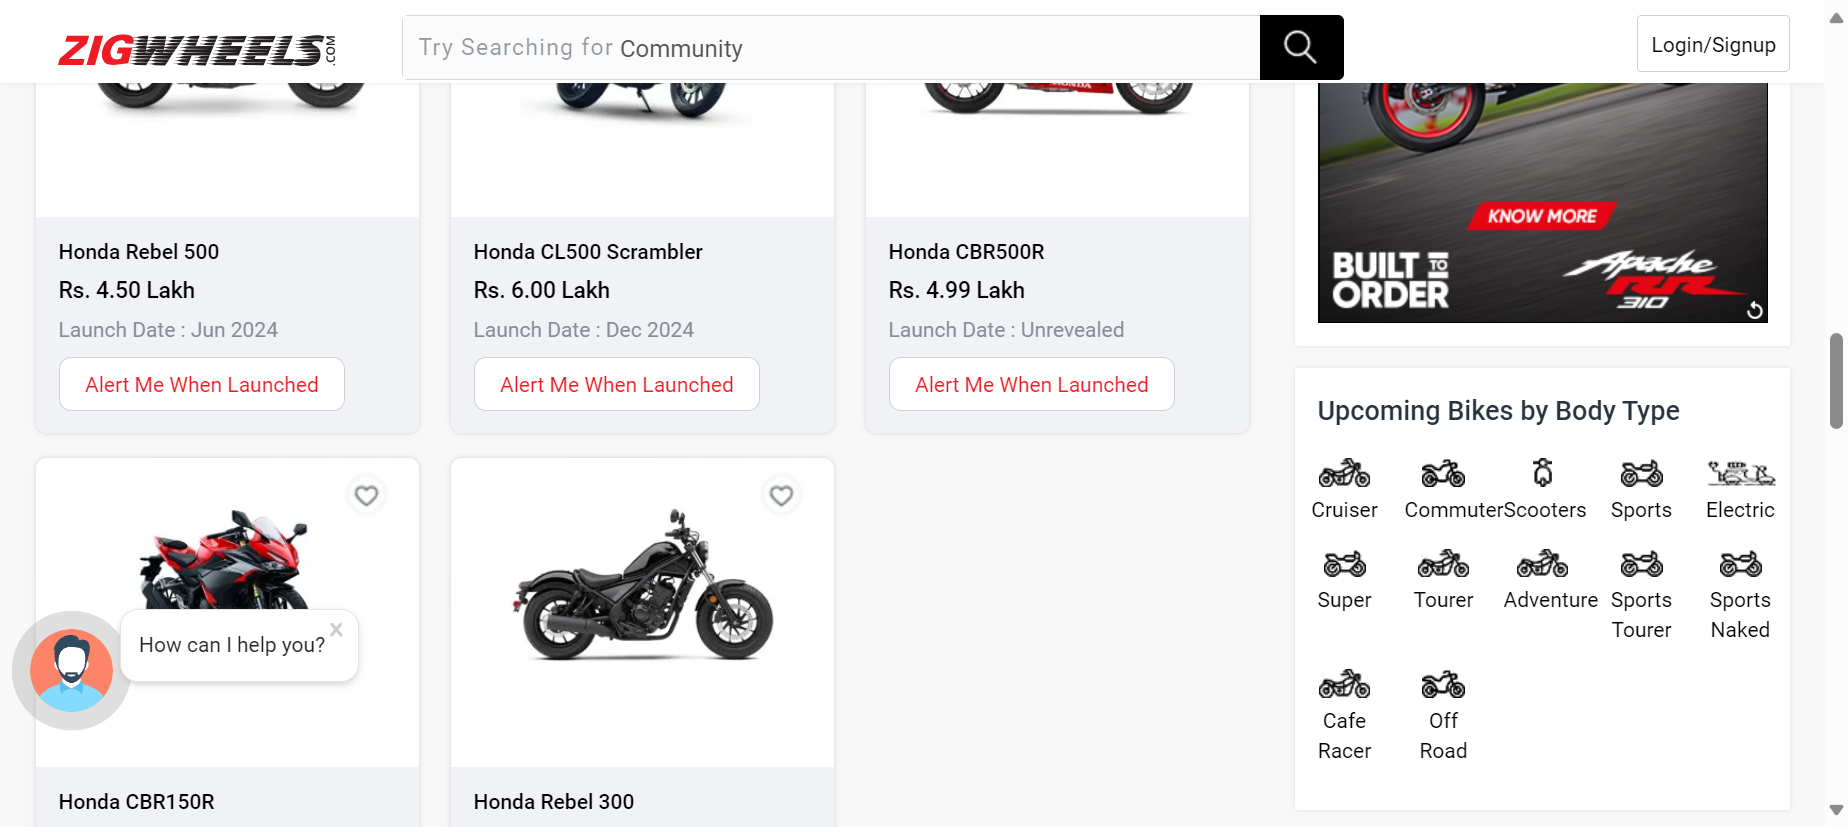 ZIGWHEELS.COM
Try Searching for Community
Login/Signup
HONDA
Honda Rebel 500
Rs. 4.50 Lakh
Launch Date : Jun 2024
Alert Me When Launched
Honda CL500 Scrambler
Rs. 6.00 Lakh
Launch Date : Dec 2024
Alert Me When Launched
Honda CBR500R
Rs. 4.99 Lakh
Launch Date : Unrevealed
Alert Me When Launched
How can I help you?
Honda CBR150R
Honda Rebel 300
KNOW MORE
BUILT TO
ORDER
Apache
RR
310
Upcoming Bikes by Body Type
Cruiser
Commuter
Scooters
Sports
Electric
Super
Tourer
Adventure
Sports
Tourer
Sports
Naked
Cafe
Racer
Off
Road